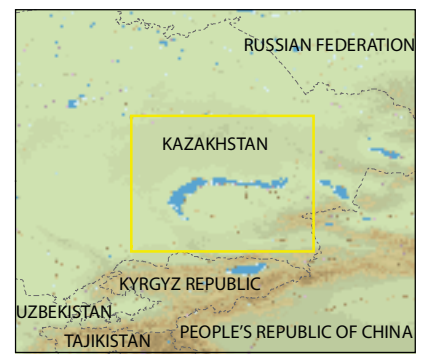 RUSSIAN FEDERATION
KAZAKHSTAN
KYRGYZ REPUBLIC
UZBEKISTAN
PEOPLE'S REPUBLIC OF CHINA
TAJIKISTAN